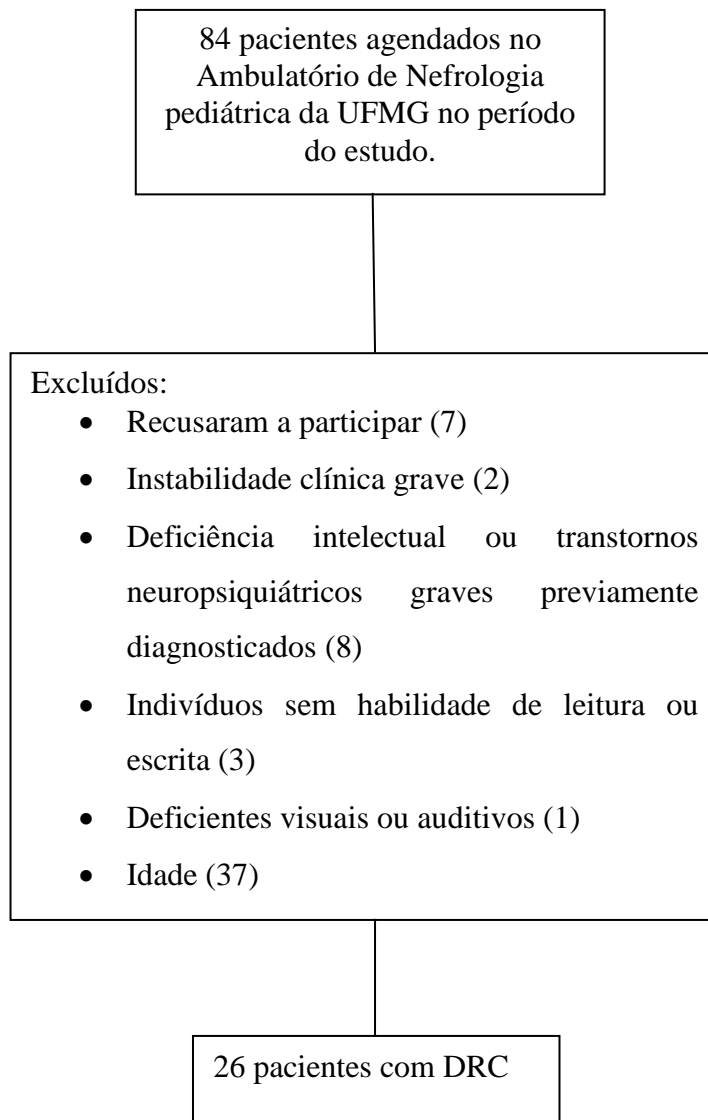 84 pacientes agendados no
Ambulatório de Nefrologia
pediátrica da UFMG no período
do estudo.
Excluídos:
• Recusaram a participar (7)
• Instabilidade clínica grave (2)
• Deficiência intelectual ou transtornos
neuropsiquiátricos graves previamente
diagnosticados (8)
• Indivíduos sem habilidade de leitura ou
escrita (3)
• Deficientes visuais ou auditivos (1)
• Idade (37)
26 pacientes com DRC